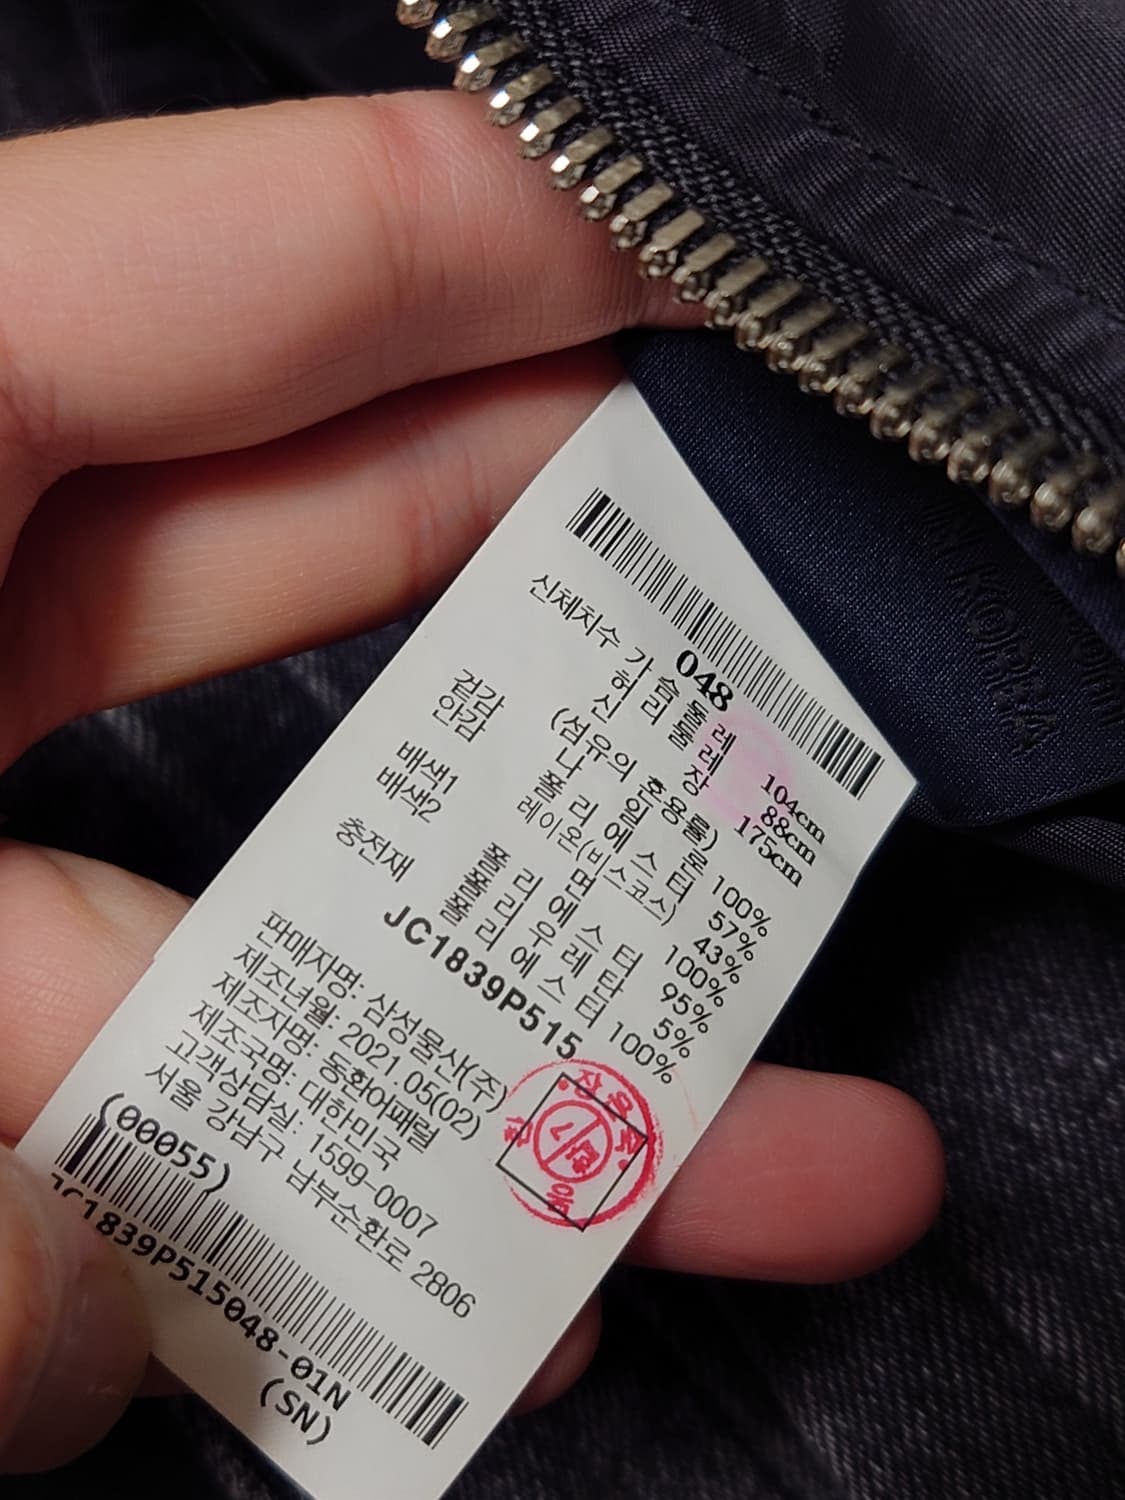 048
신체치수 가 슴 둘 레 104cm
허 리 둘 레 88cm
신 장 175cm
(섬유의 혼용률)
겉감 나 일 론 100%
안감 폴 리 에 스 터 57%
레이온(비스코스) 43%
배색1 면 100%
배색2 폴 리 에 스 터 95%
폴 리 우 레 탄 5%
충전재 폴 리 에 스 터 100%
JC1839P515
판매자명: 삼성물산(주)
제조년월: 2021.05(02)
제조자명: 동환어패럴
제조국명: 대한민국
고객상담실: 1599-0007
서울 강남구 남부순환로 2806
(00055)
JC1839P515048-01N
(SN)
IN KOREA